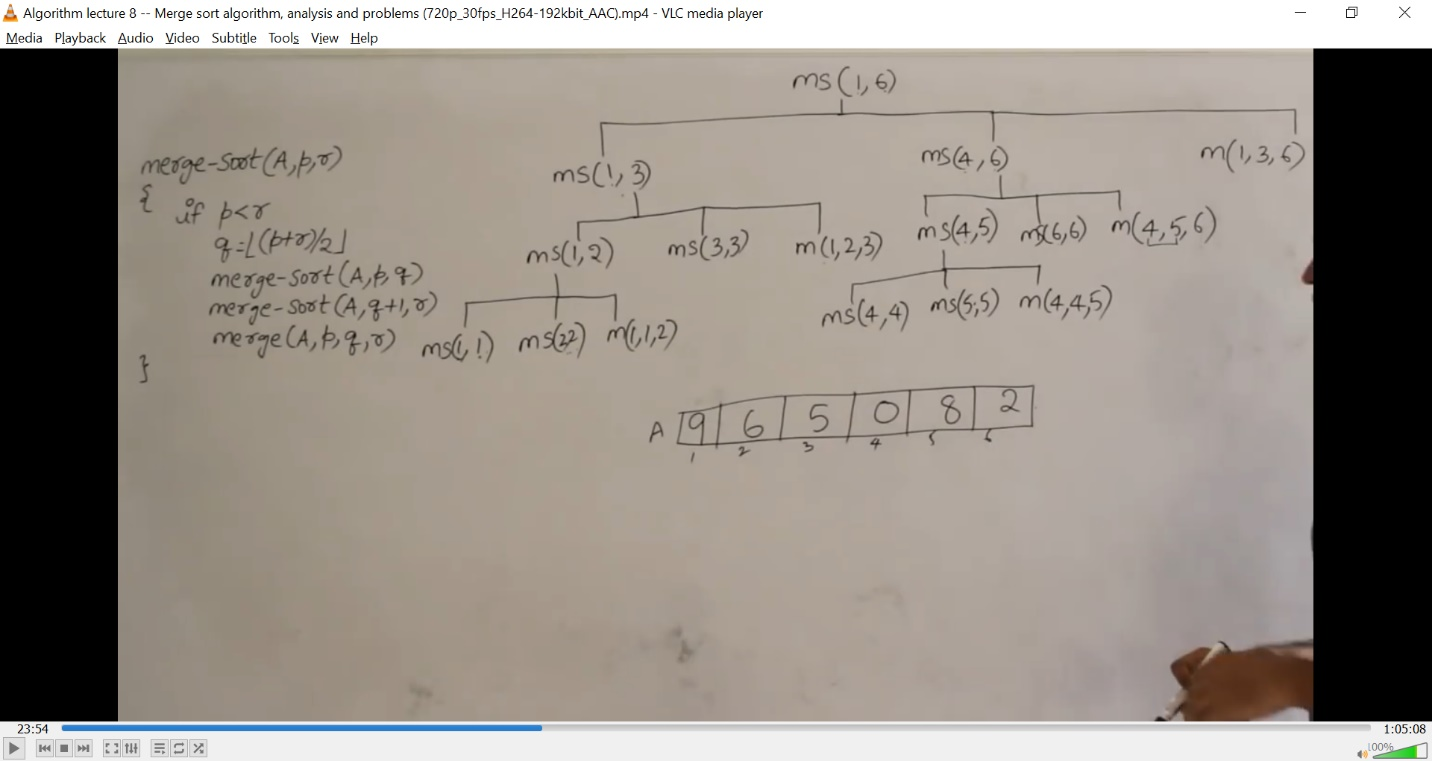 Algorithm lecture 8 -- Merge sort algorithm, analysis and problems (720p_30fps_H264-192kbit_AAC).mp4 - VLC media player
Media Playback Audio Video Subtitle Tools View Help
ms(1,6)
ms(1,3) ms(4,6) m(1,3,6)
ms(1,2) ms(3,3) m(1,2,3) ms(4,5) ms(6,6) m(4,5,6)
ms(1,1) ms(2,2) m(1,1,2) ms(4,4) ms(5,5) m(4,4,5)
merge-sort(A,p,r)
{
if p<r
q=⌊(p+r)/2⌋
merge-sort(A,p,q)
merge-sort(A,q+1,r)
merge(A,p,q,r)
}
A 9 6 5 0 8 2
1 2 3 4 5 6
23:54 1:05:08
100%